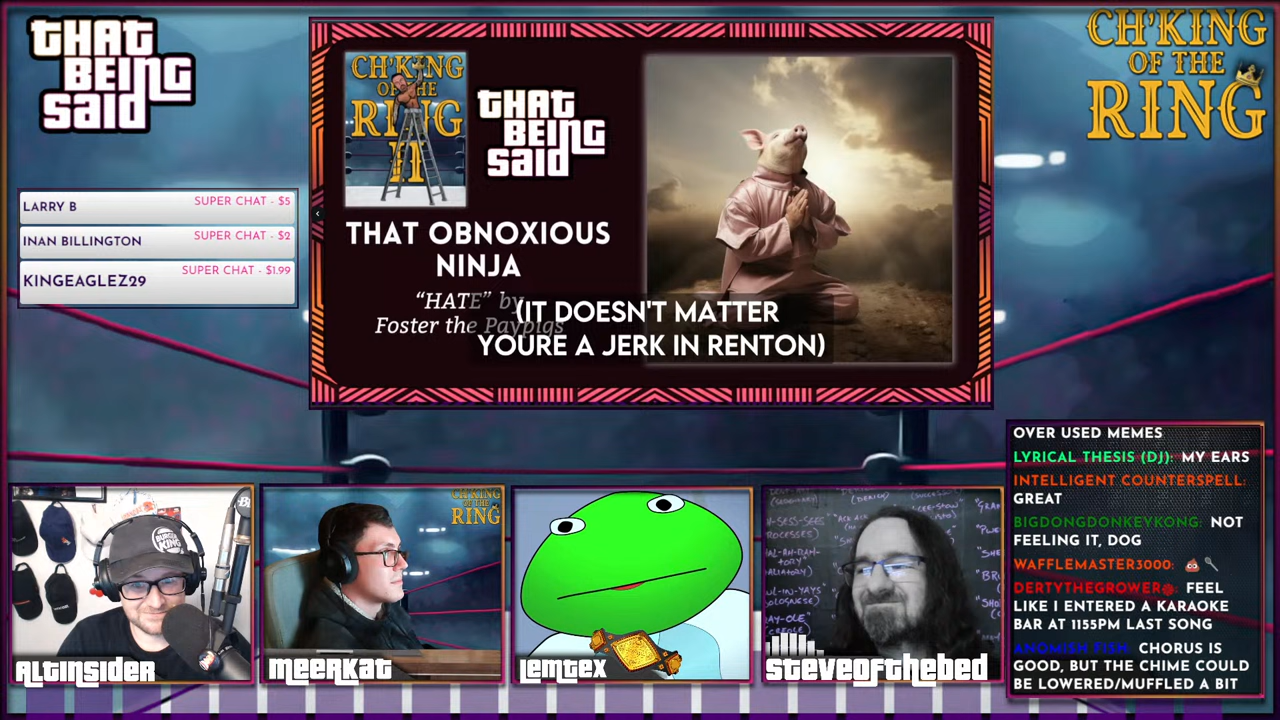 THAT
BEING
SAID
CH'KING
OF THE
RING
CH'KING
OF THE
RING
II
THAT
BEING
SAID
THAT OBNOXIOUS
NINJA
“HATE” by
Foster the Paypigs
(IT DOESN'T MATTER
YOURE A JERK IN RENTON)
LARRY B
SUPER CHAT - $5
INAN BILLINGTON
SUPER CHAT - $2
KINGEAGLEZ29
SUPER CHAT - $1.99
OVER USED MEMES
LYRICAL THESIS (DJ): MY EARS
INTELLIGENT COUNTERSPELL:
GREAT
BIGDONGDONKEYKONG: NOT
FEELING IT, DOG
WAFFLEMASTER3000: 💩🥄
DERTYTHEGROWER: FEEL
LIKE I ENTERED A KARAOKE
BAR AT 1155PM LAST SONG
ANOMISH FISH: CHORUS IS
GOOD, BUT THE CHIME COULD
BE LOWERED/MUFFLED A BIT
BURGER
KING
CH'KING
OF THE
RING
ALTINSIDER
MEERKAT
LEMTEX
STEVEOFTHEBED